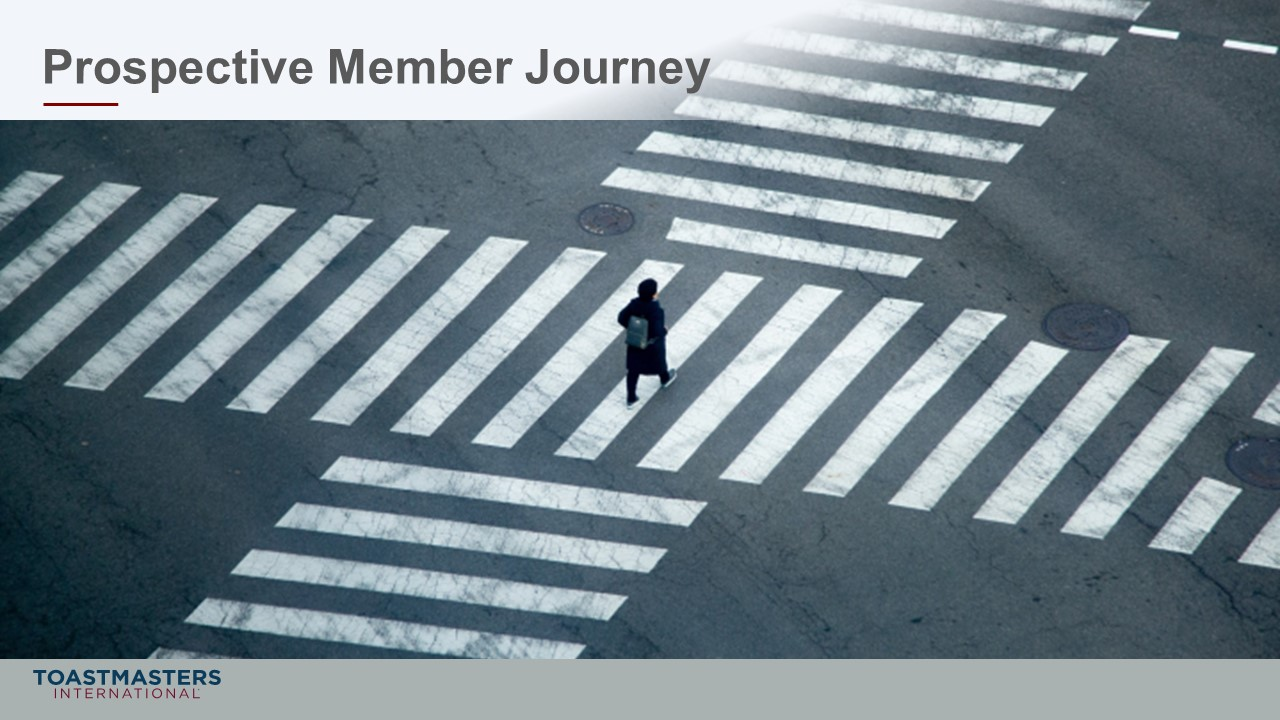 Prospective Member Journey
TOASTMASTERS
INTERNATIONAL